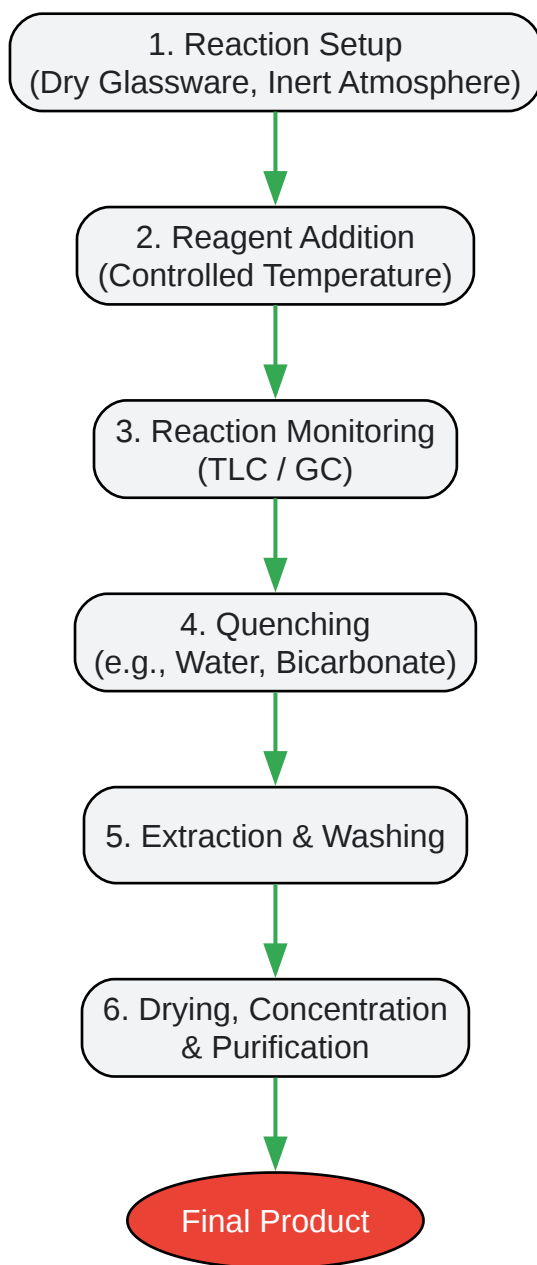 1. Reaction Setup
(Dry Glassware, Inert Atmosphere)
2. Reagent Addition
(Controlled Temperature)
3. Reaction Monitoring
(TLC / GC)
4. Quenching
(e.g., Water, Bicarbonate)
5. Extraction & Washing
6. Drying, Concentration
& Purification
Final Product